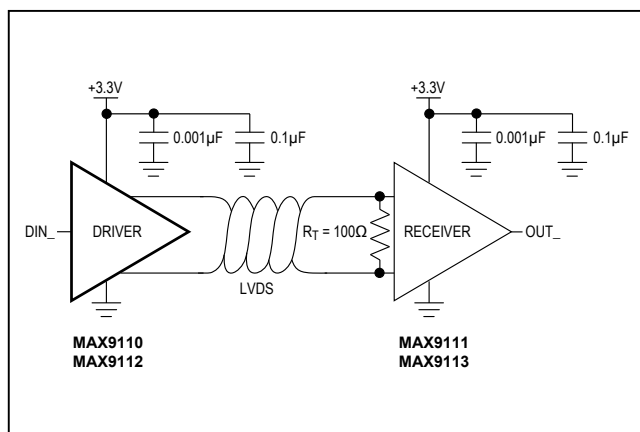 +3.3V
0.001µF
0.1µF
DIN_
DRIVER
MAX9110
MAX9112
LVDS
RT = 100Ω
+3.3V
0.001µF
0.1µF
RECEIVER
OUT_
MAX9111
MAX9113